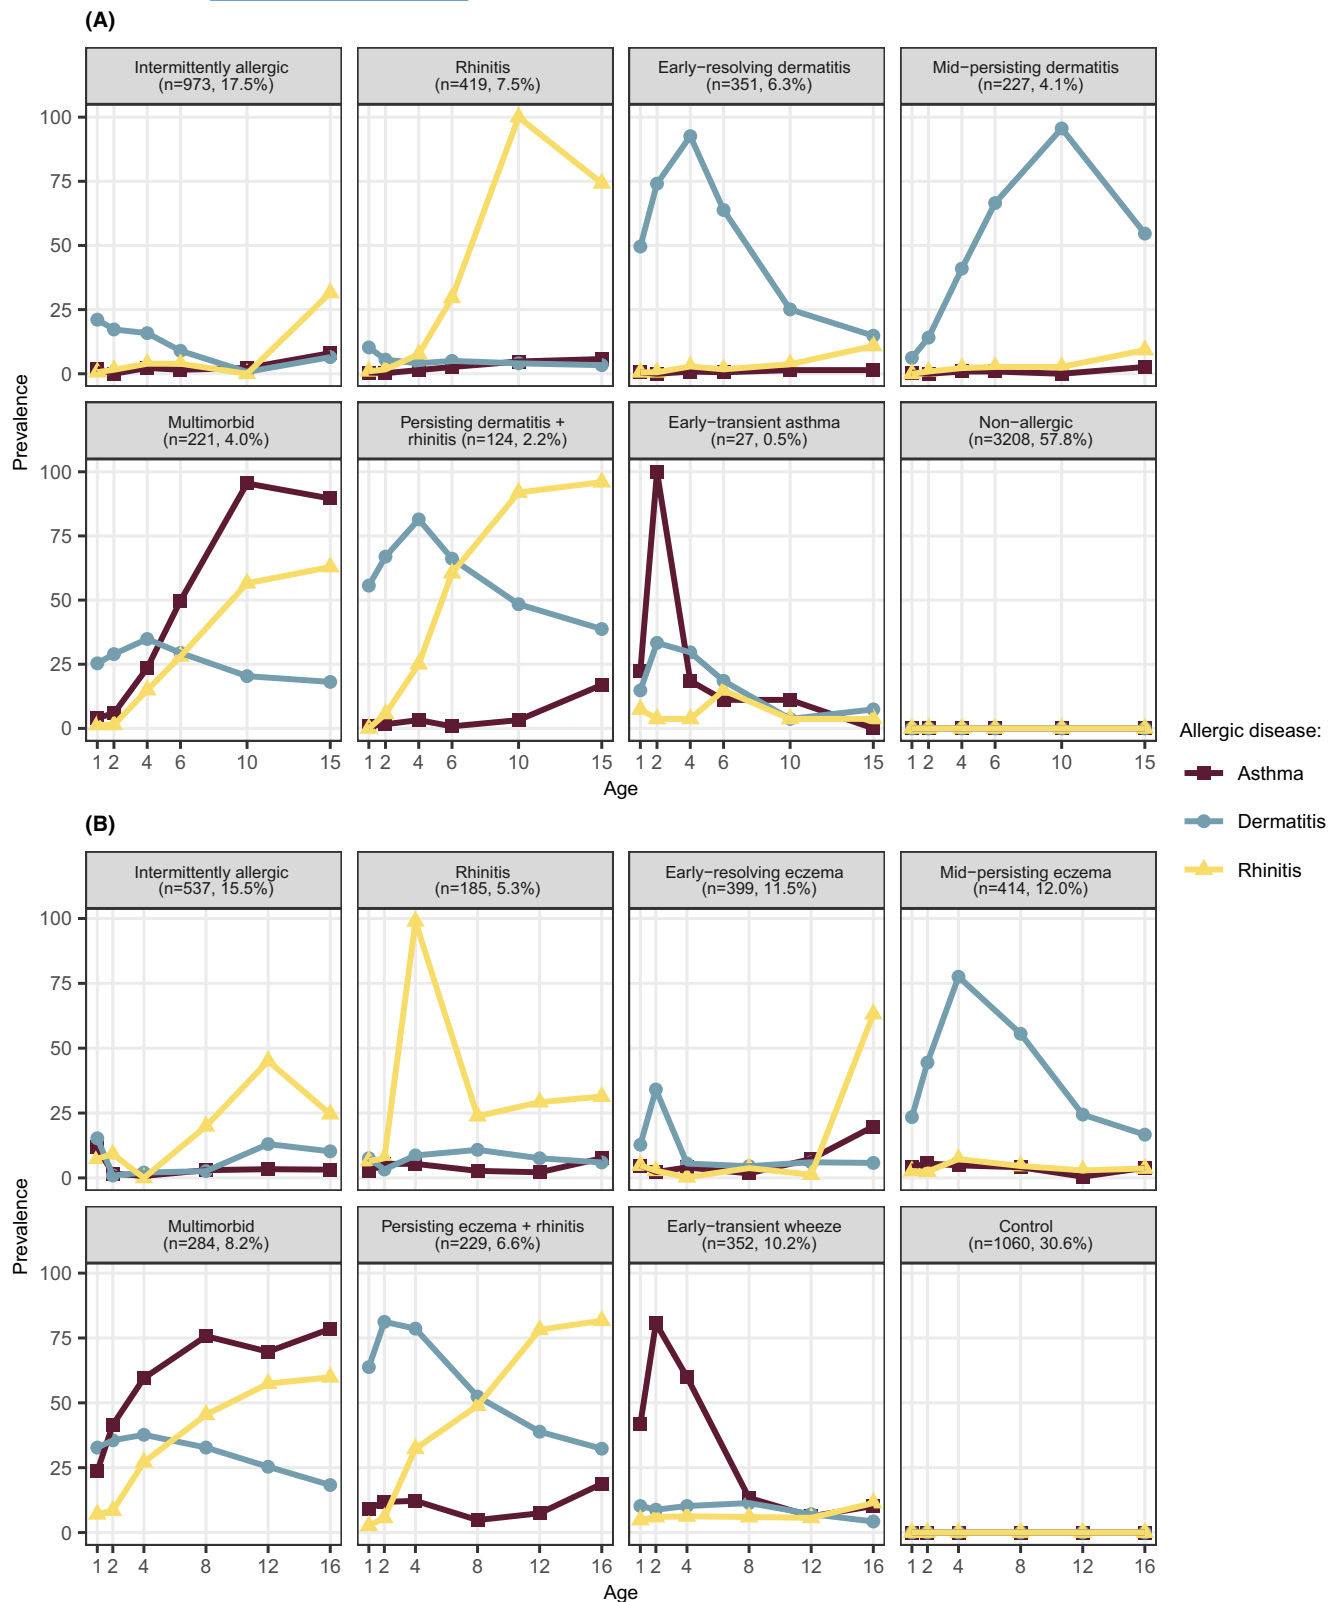 (A)
Intermittently allergic
(n=973, 17.5%)
Rhinitis
(n=419, 7.5%)
Early−resolving dermatitis
(n=351, 6.3%)
Mid−persisting dermatitis
(n=227, 4.1%)
100
75
50
25
0
Prevalence
Multimorbid
(n=221, 4.0%)
Persisting dermatitis +
rhinitis (n=124, 2.2%)
Early−transient asthma
(n=27, 0.5%)
Non−allergic
(n=3208, 57.8%)
100
75
50
25
0
1 2 4 6 10 15
1 2 4 6 10 15
1 2 4 6 10 15
1 2 4 6 10 15
Age
Allergic disease:
Asthma
Dermatitis
Rhinitis
(B)
Intermittently allergic
(n=537, 15.5%)
Rhinitis
(n=185, 5.3%)
Early−resolving eczema
(n=399, 11.5%)
Mid−persisting eczema
(n=414, 12.0%)
100
75
50
25
0
Prevalence
Multimorbid
(n=284, 8.2%)
Persisting eczema + rhinitis
(n=229, 6.6%)
Early−transient wheeze
(n=352, 10.2%)
Control
(n=1060, 30.6%)
100
75
50
25
0
1 2 4 8 12 16
1 2 4 8 12 16
1 2 4 8 12 16
1 2 4 8 12 16
Age